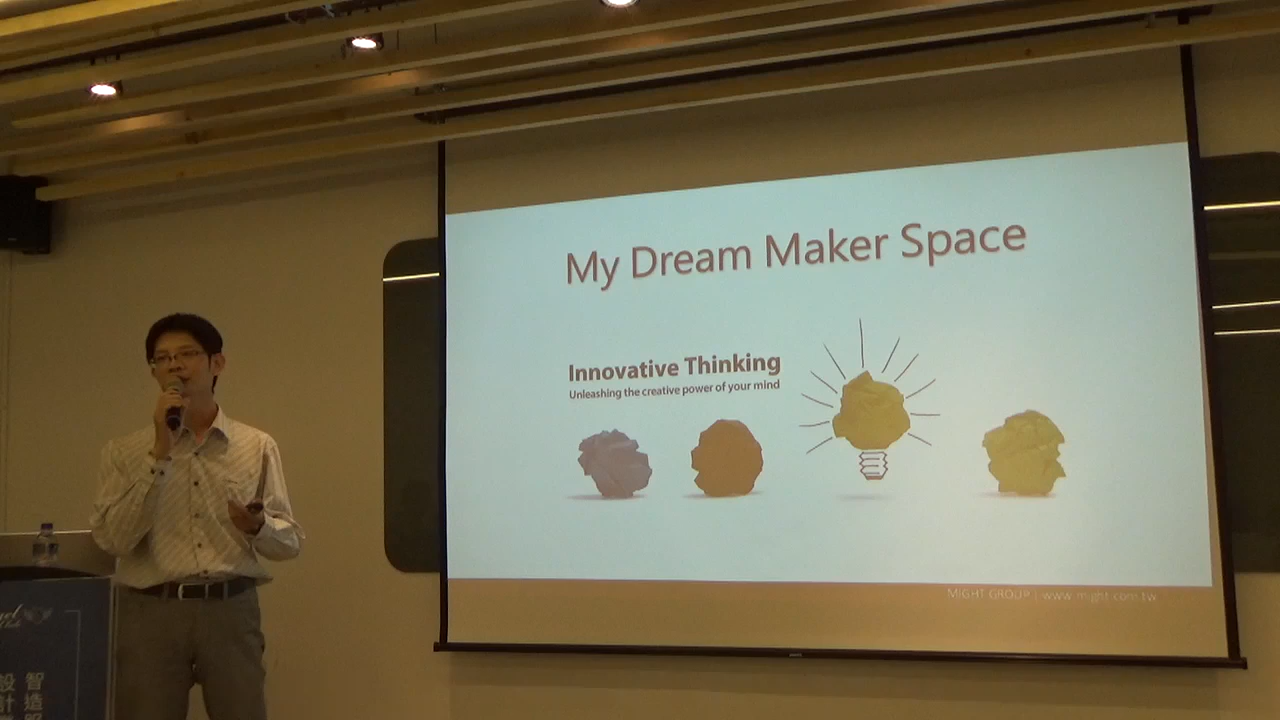 My Dream Maker Space
Innovative Thinking
Unleashing the creative power of your mind
MIGHT GROUP | www.might.com.tw
智造
設計